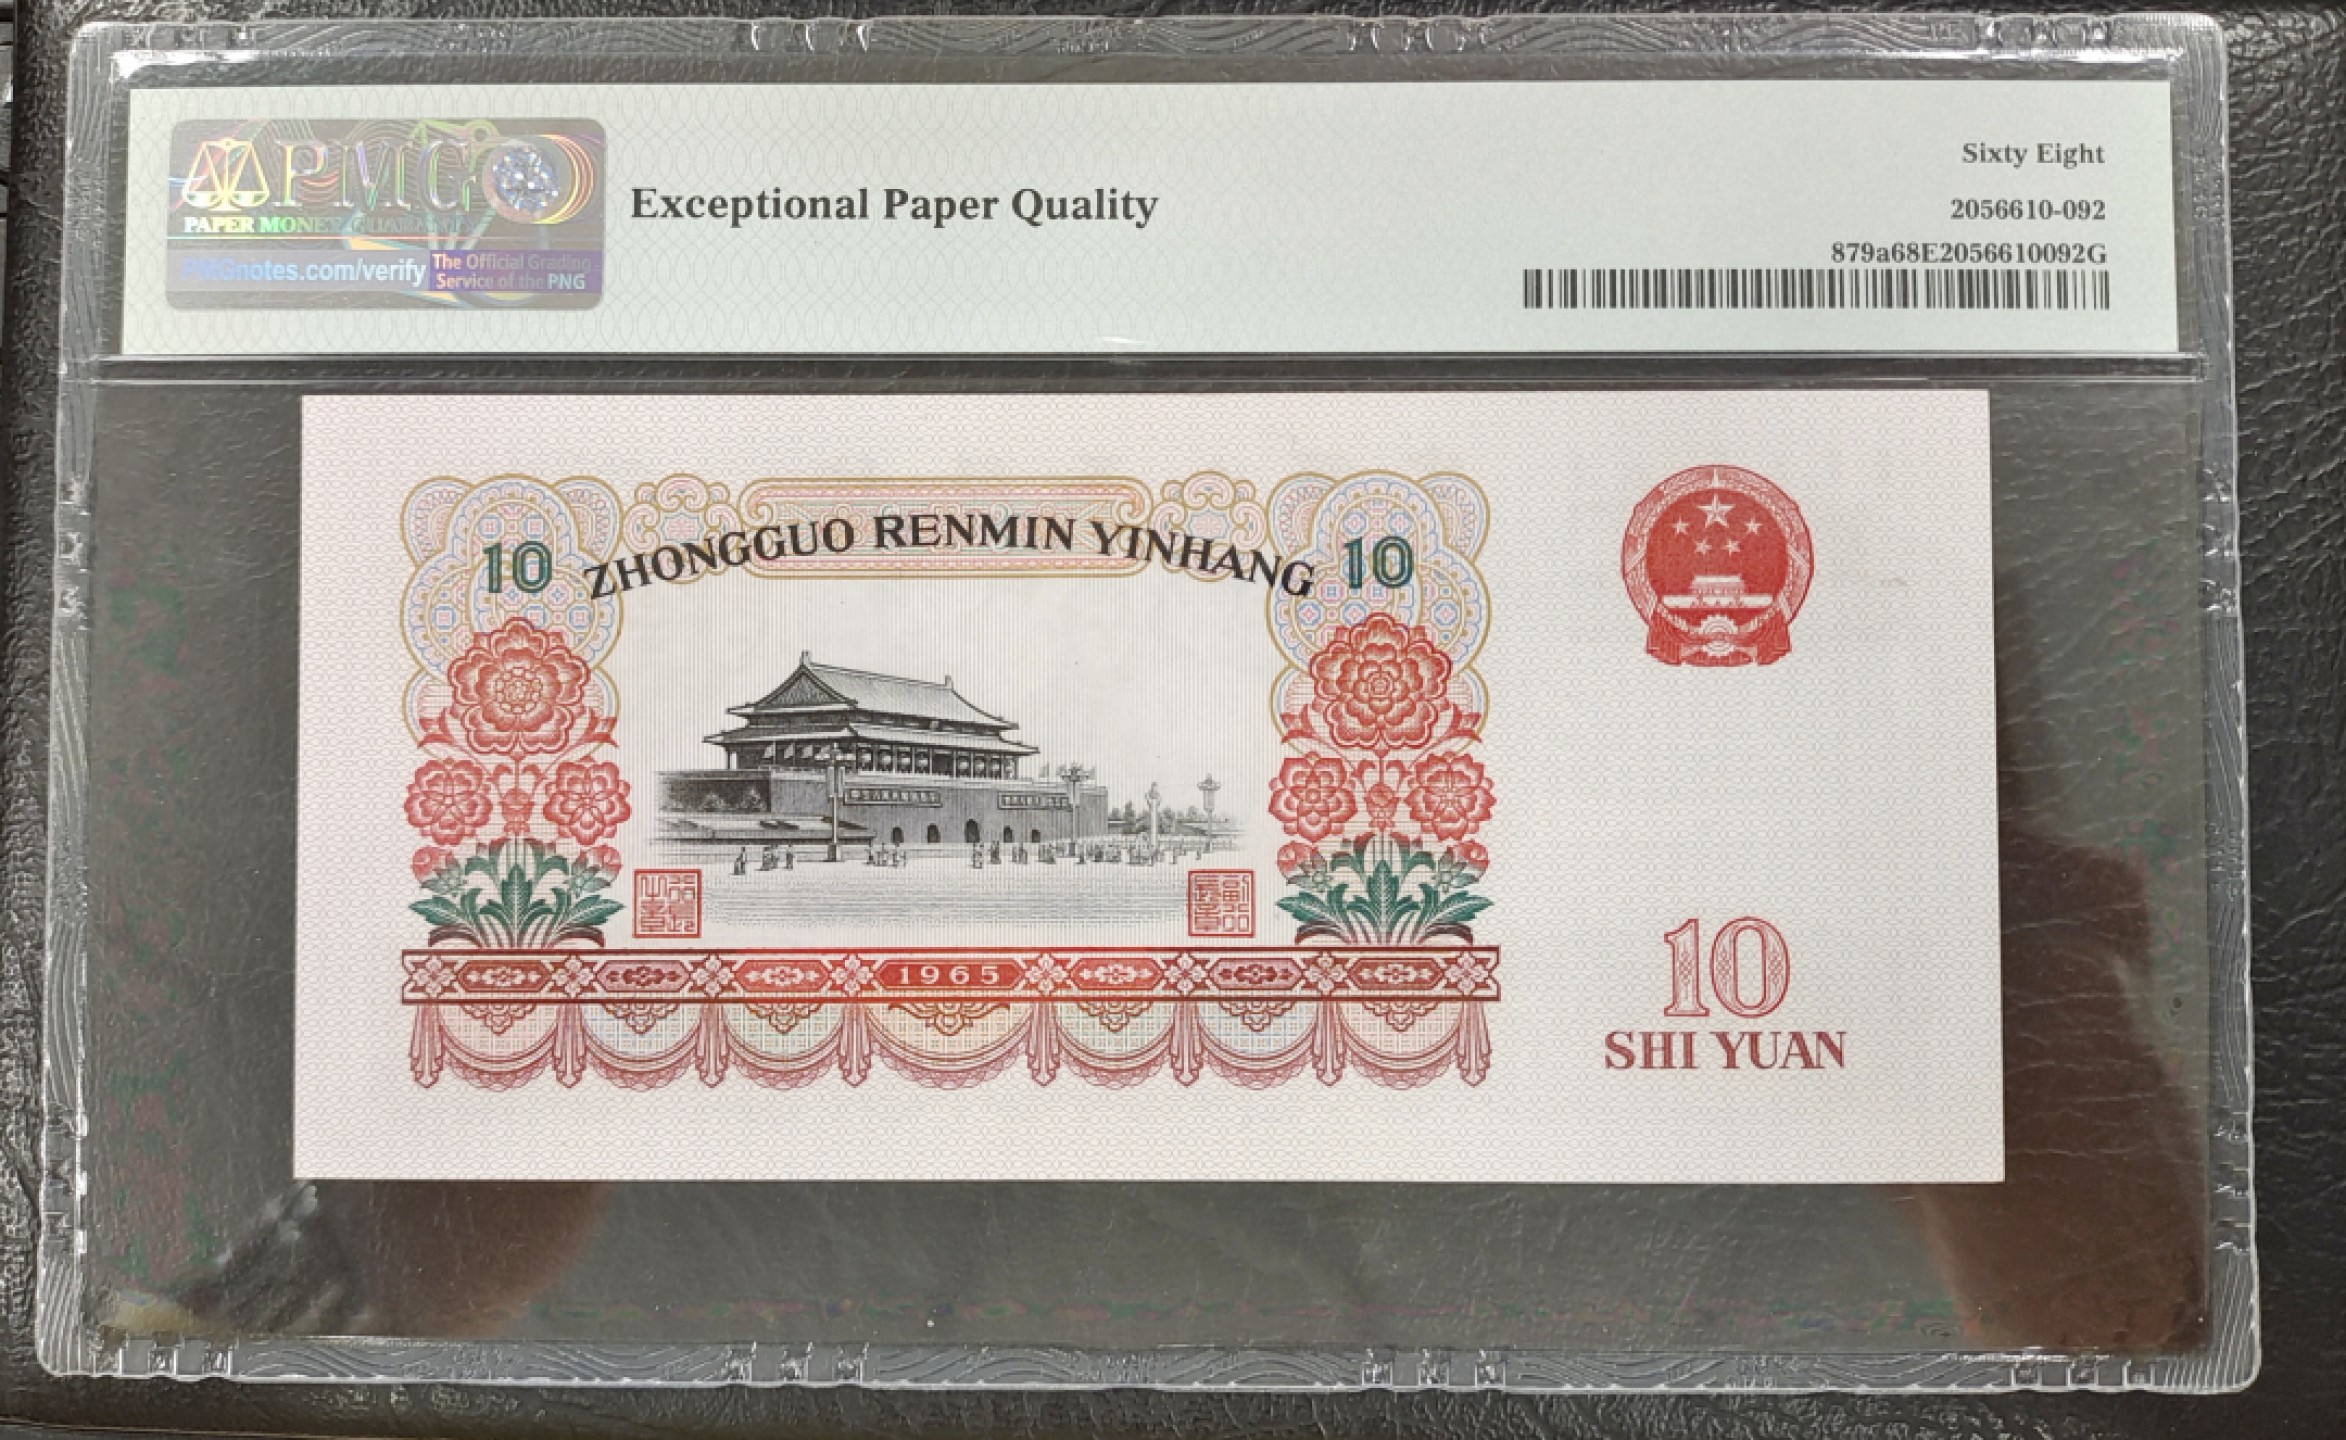 PMG
PAPER MONEY GUARANTY
PMGnotes.com/verify
The Official Grading
Service of the PNG
Exceptional Paper Quality
Sixty Eight
2056610-092
879a68E2056610092G
ZHONGGUO RENMIN YINHANG
10
10
1965
10
SHI YUAN